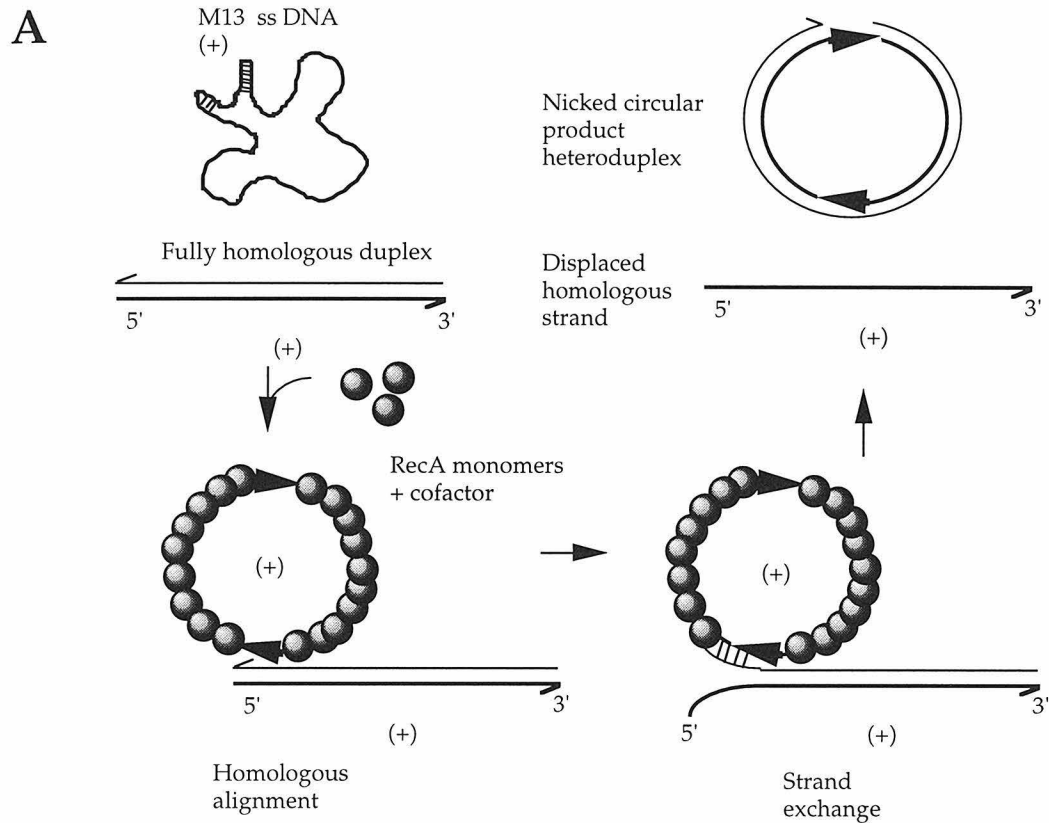 A
M13 ss DNA
(+)
Fully homologous duplex
5'
3'
(+)
RecA monomers
+ cofactor
(+)
5'
3'
(+)
Homologous
alignment
(+)
5'
3'
(+)
Strand
exchange
Nicked circular
product
heteroduplex
Displaced
homologous
strand
5'
3'
(+)